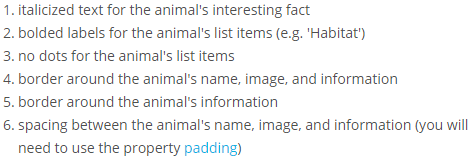 1. italicized text for the animal's interesting fact
2. bolded labels for the animal's list items (e.g. 'Habitat')
3. no dots for the animal's list items
4. border around the animal's name, image, and information
5. border around the animal's information
6. spacing between the animal's name, image, and information (you will
need to use the property padding)